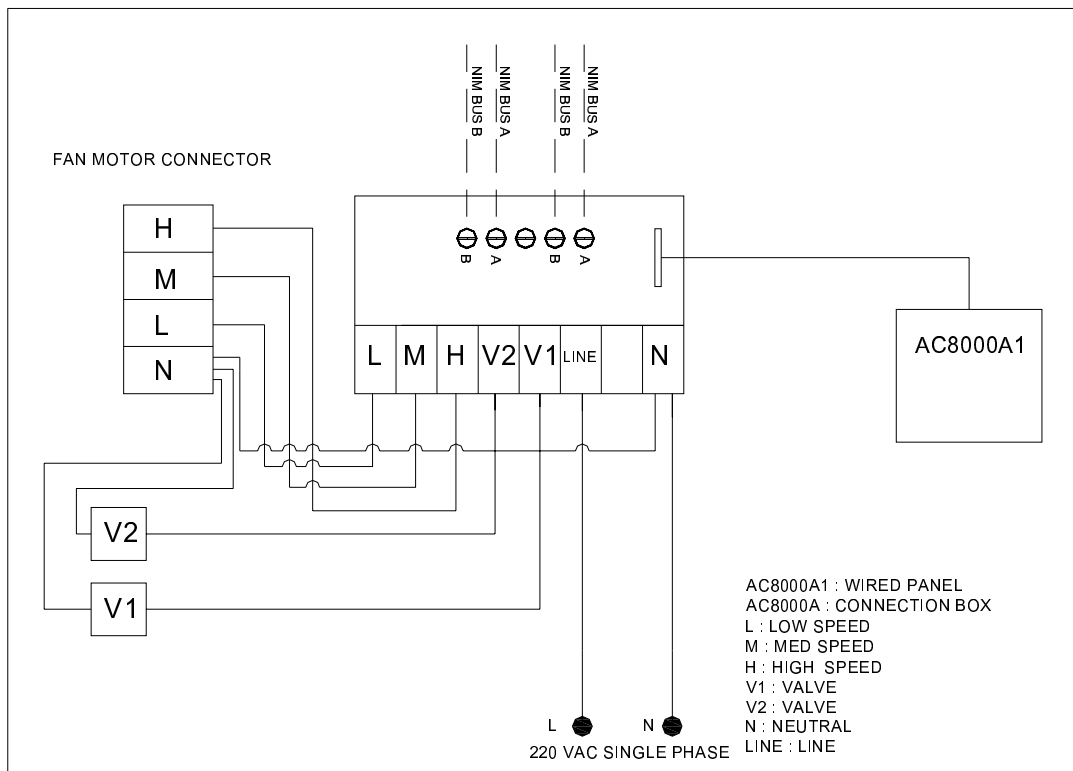 NIM BUS B
NIM BUS A
NIM BUS B
NIM BUS A
FAN MOTOR CONNECTOR
H
M
L
N
B
A
B
A
L M H V2 V1 LINE N
AC8000A1
V2
V1
AC8000A1 : WIRED PANEL
AC8000A : CONNECTION BOX
L : LOW SPEED
M : MED SPEED
H : HIGH SPEED
V1 : VALVE
V2 : VALVE
N : NEUTRAL
LINE : LINE
L N
220 VAC SINGLE PHASE